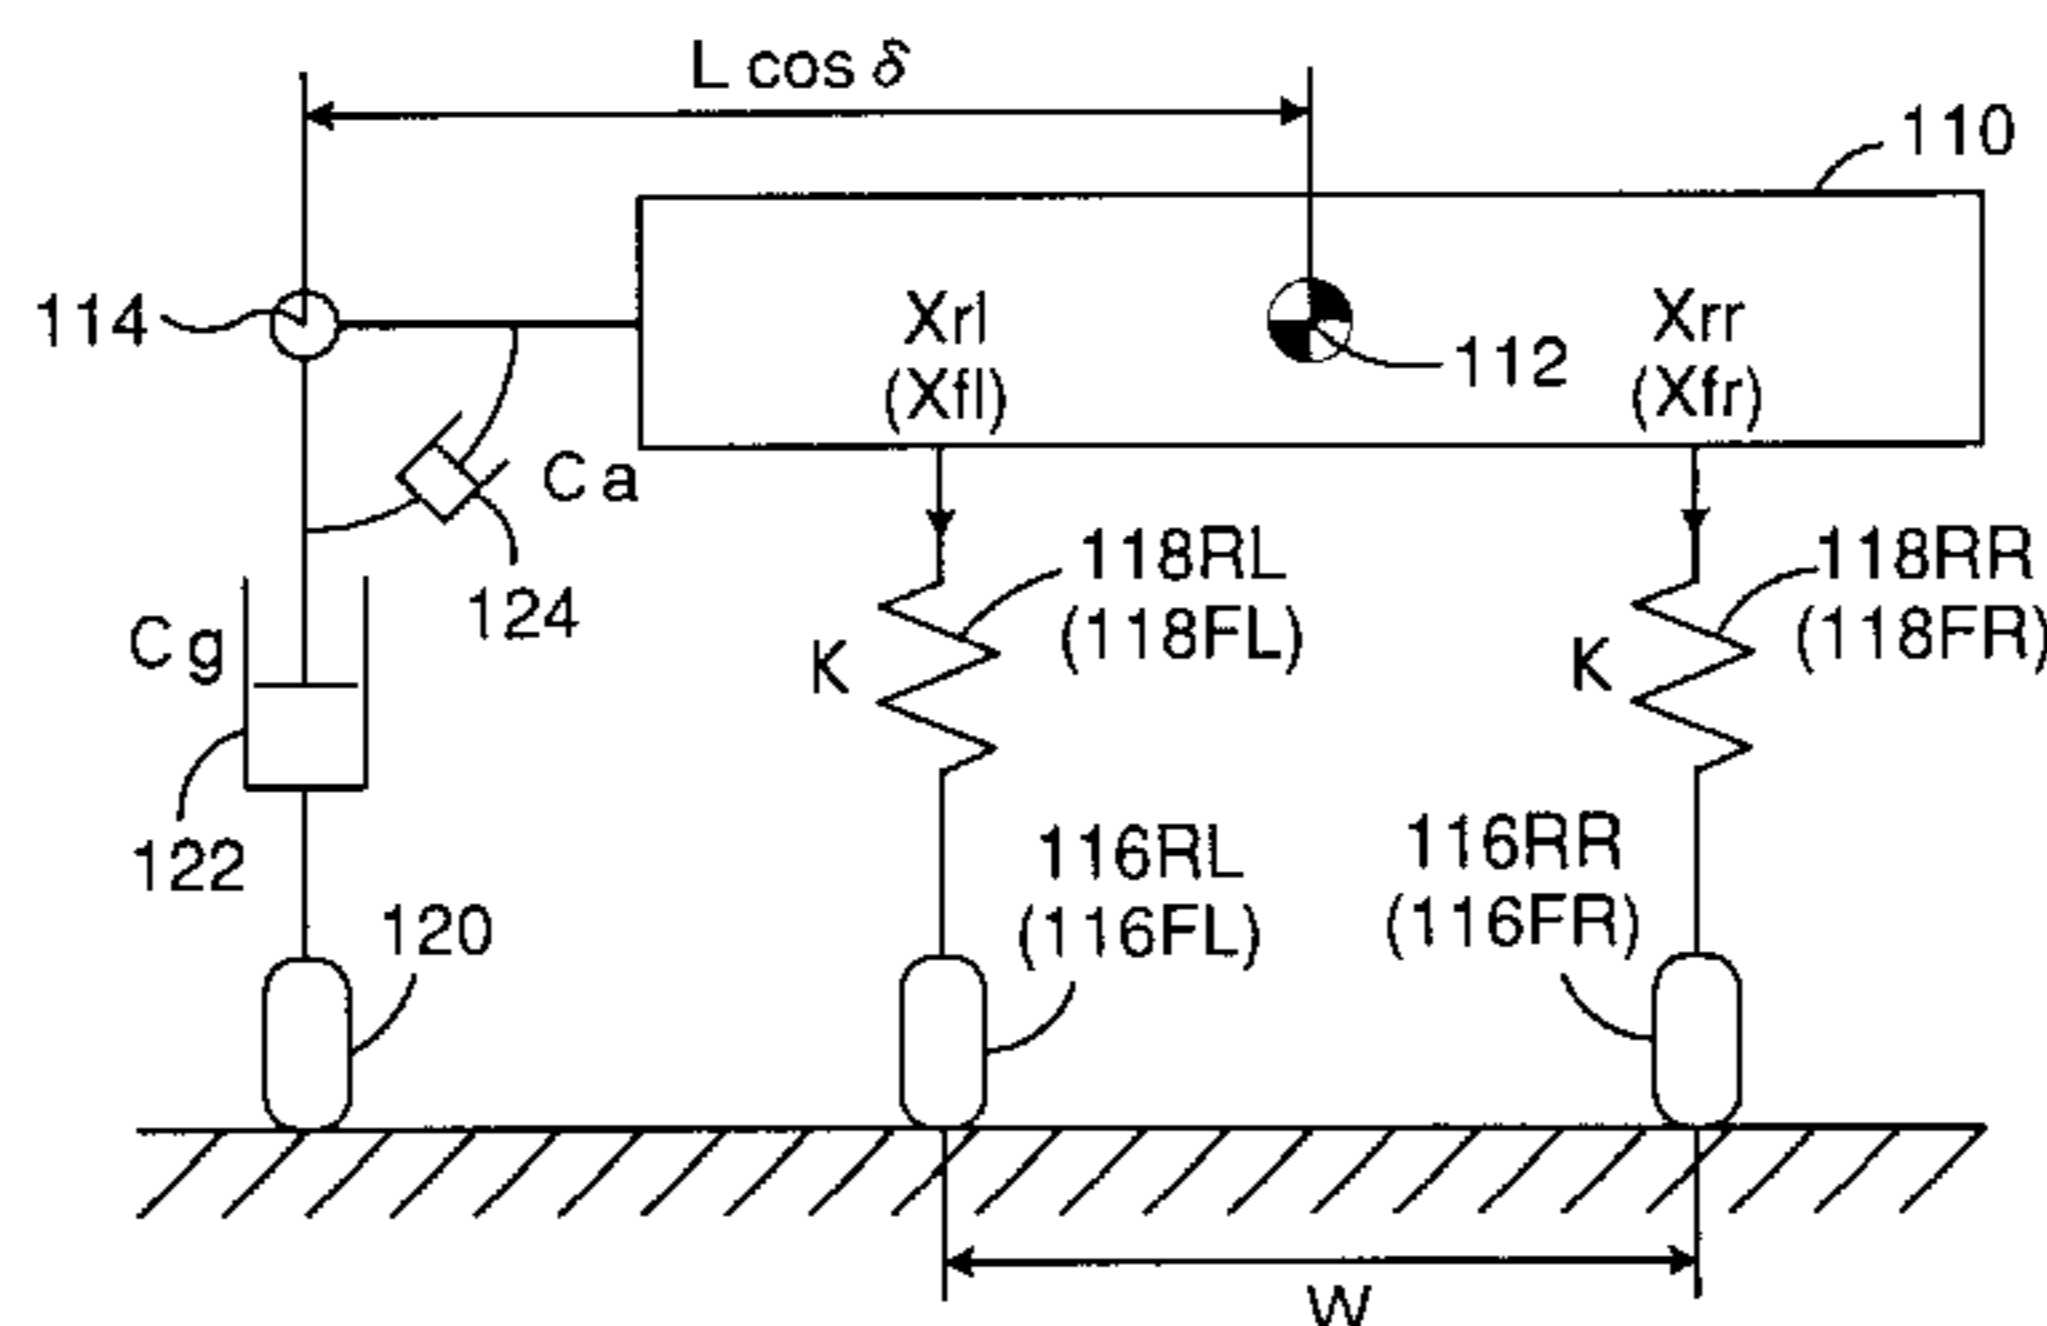 L cos δ
110
114
Xrl
(Xfl)
112
Xrr
(Xfr)
Ca
124
118RL
(118FL)
118RR
(118FR)
Cg
K
K
122
116RL
(116FL)
116RR
(116FR)
120
W